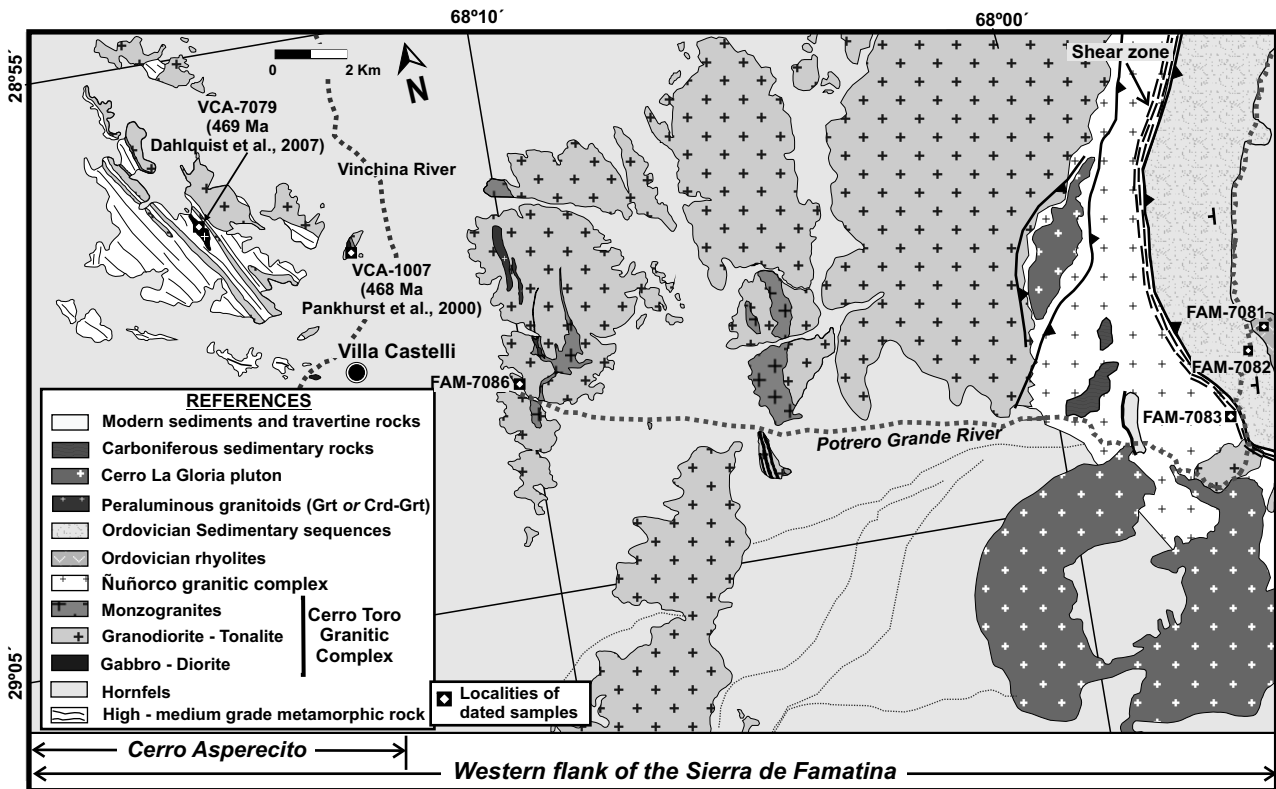 68º10´
68º00´
28º55´
29º05´
0 2 Km
N
Shear zone
VCA-7079
(469 Ma
Dahlquist et al., 2007)
Vinchina River
VCA-1007
(468 Ma
Pankhurst et al., 2000)
Villa Castelli
FAM-7086
FAM-7081
FAM-7082
FAM-7083
Potrero Grande River
REFERENCES
Modern sediments and travertine rocks
Carboniferous sedimentary rocks
Cerro La Gloria pluton
Peraluminous granitoids (Grt or Crd-Grt)
Ordovician Sedimentary sequences
Ordovician rhyolites
Ñuñorco granitic complex
Monzogranites
Granodiorite - Tonalite
Gabbro - Diorite
Cerro Toro
Granitic
Complex
Hornfels
High - medium grade metamorphic rock
Localities of
dated samples
Cerro Asperecito
Western flank of the Sierra de Famatina